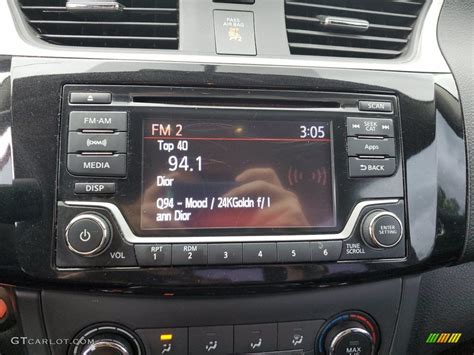 PASS
AIR BAG
SCAN
FM-AM
FM 2
3:05
SEEK
CAT
Top 40
Apps
94.1
MEDIA
BACK
Dior
DISP
Q94 - Mood / 24KGoldn f/ I
ann Dior
VOL
RPT
1
RDM
2
3
4
5
6
TUNE
SCROLL
ENTER
SETTING
GTCARLOT.COM
MAX